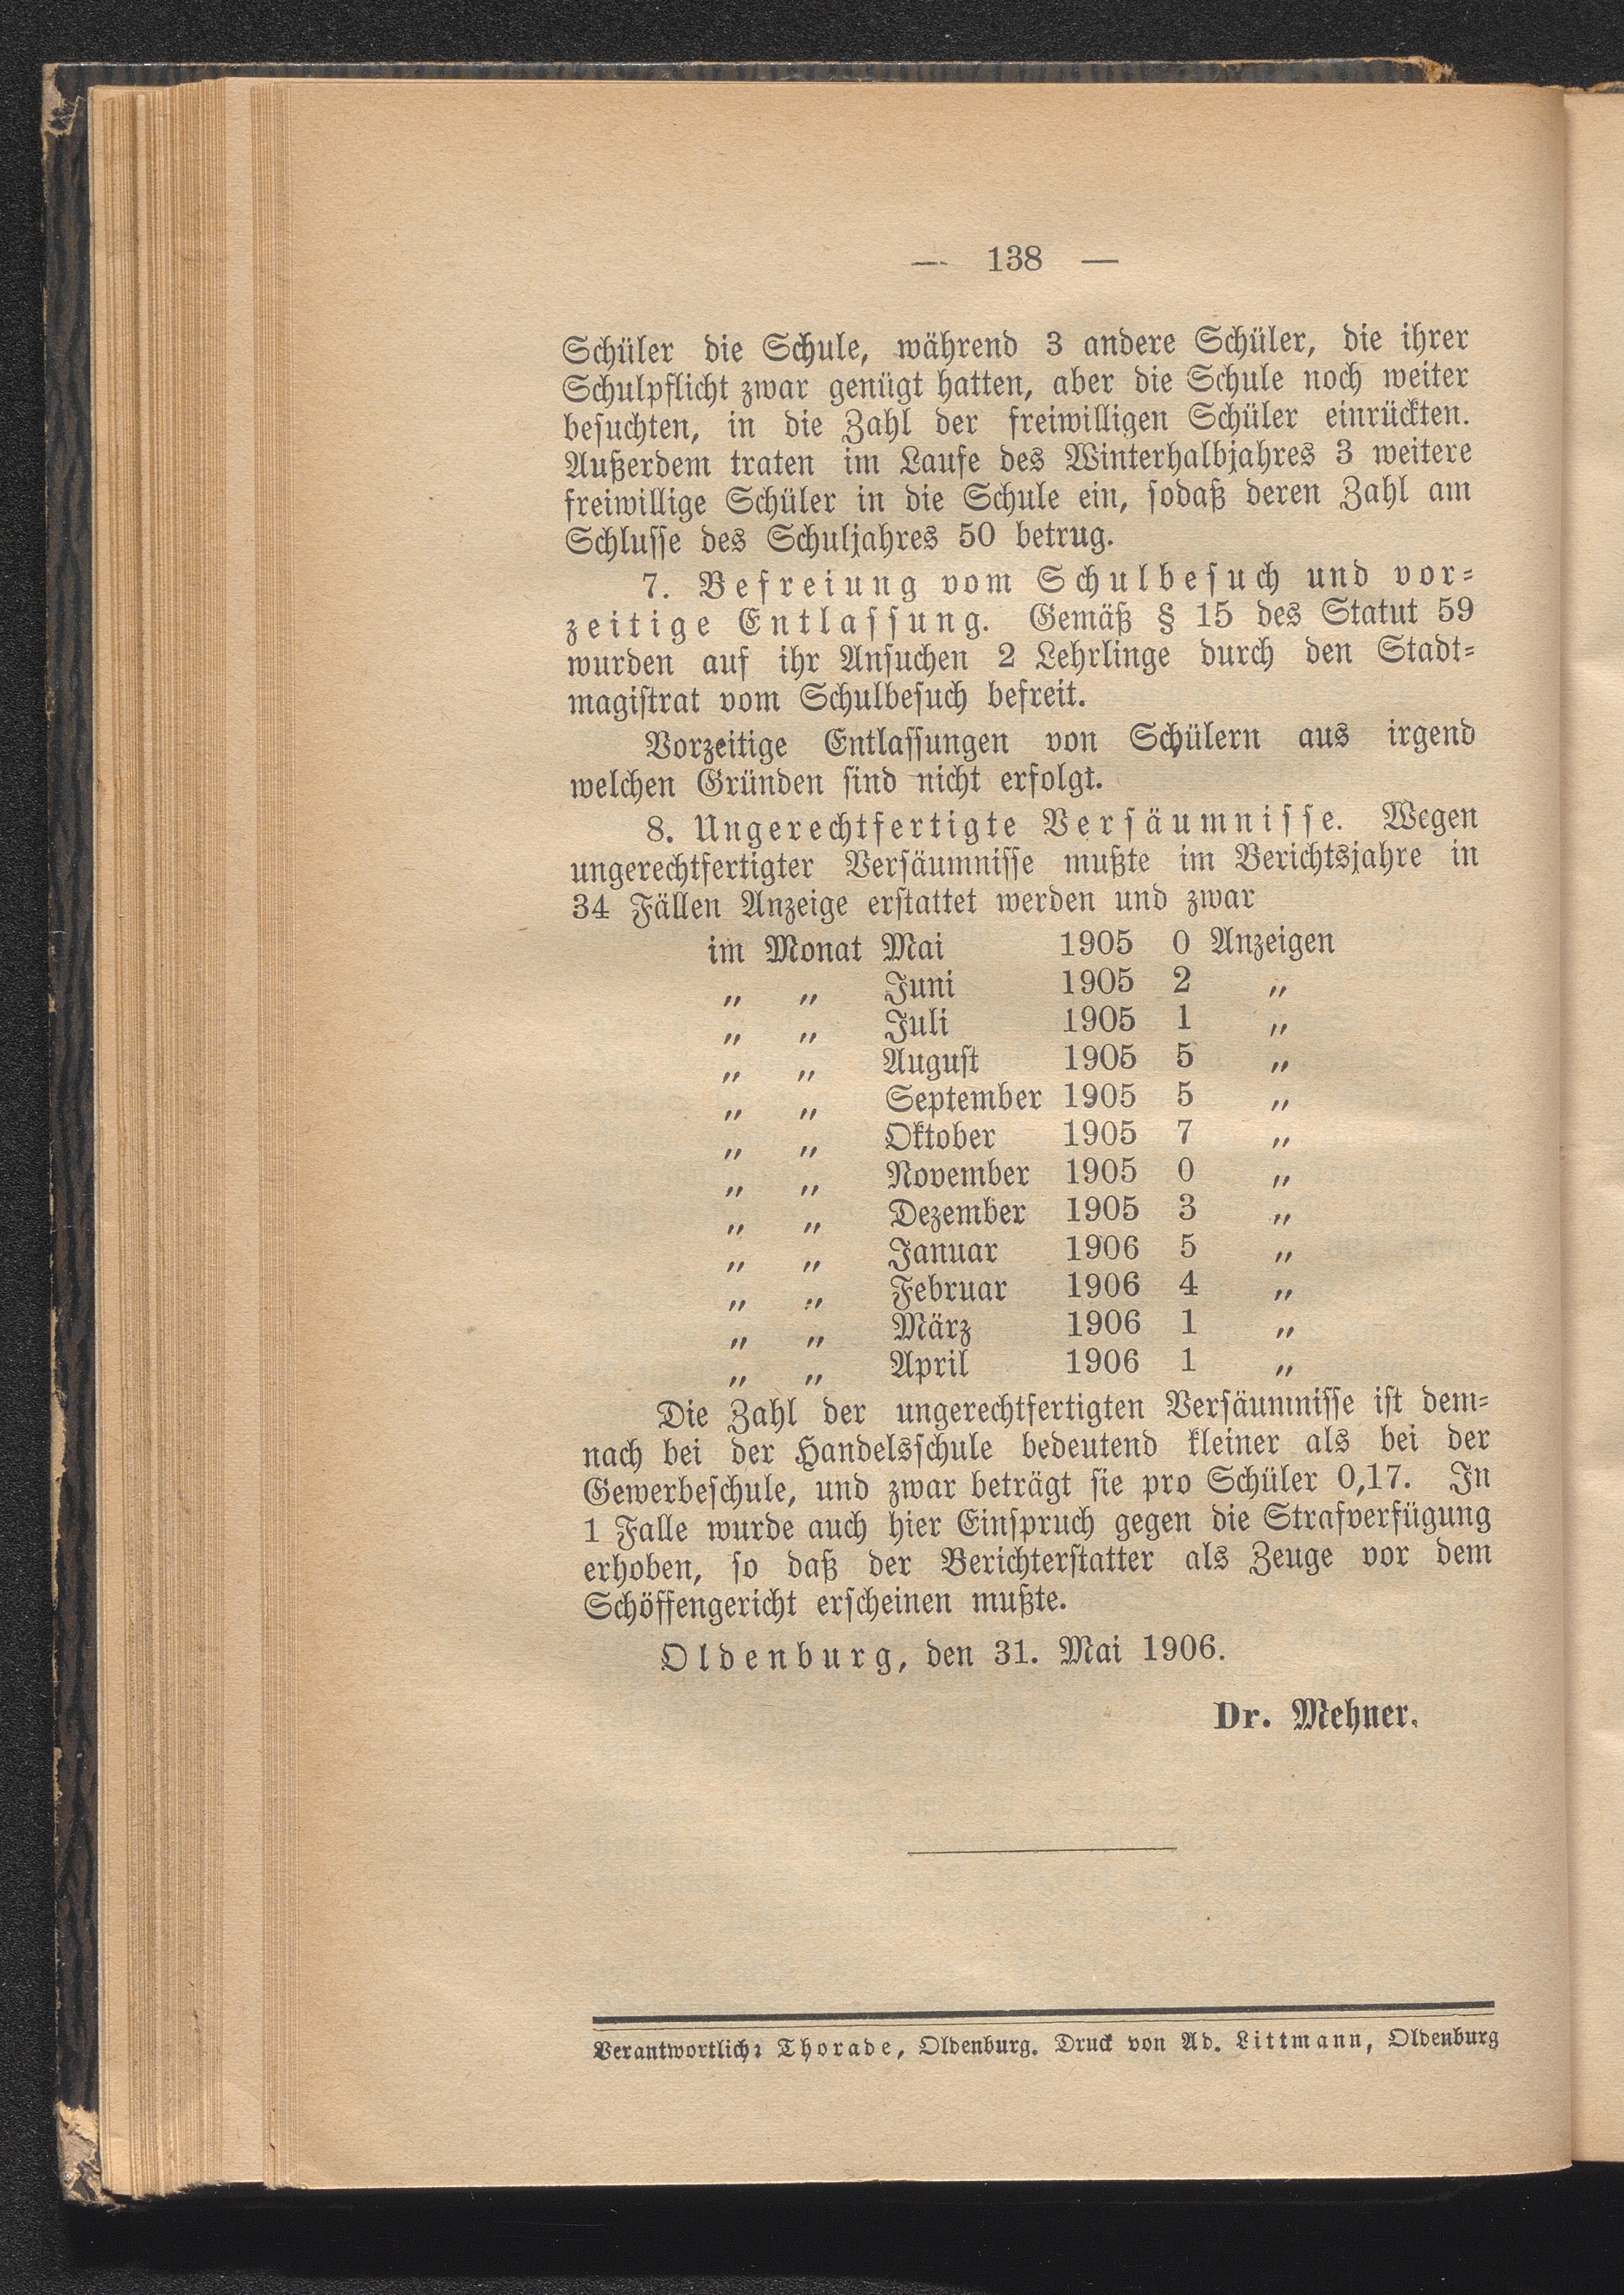 — 138 —
Schüler die Schule, während 3 andere Schüler, die ihrer
Schulpflicht zwar genügt hatten, aber die Schule noch weiter
besuchten, in die Zahl der freiwilligen Schüler einrückten.
Außerdem traten im Laufe des Winterhalbjahres 3 weitere
freiwillige Schüler in die Schule ein, sodaß deren Zahl am
Schlusse des Schuljahres 50 betrug.
7. Befreiung vom Schulbesuch und vor-
zeitige Entlassung. Gemäß § 15 des Statut 59
wurden auf ihr Ansuchen 2 Lehrlinge durch den Stadt-
magistrat vom Schulbesuch befreit.
Vorzeitige Entlassungen von Schülern aus irgend
welchen Gründen sind nicht erfolgt.
8. Ungerechtfertigte Versäumnisse. Wegen
ungerechtfertigter Versäumnisse mußte im Berichtsjahre in
34 Fällen Anzeige erstattet werden und zwar
im Monat Mai 1905 0 Anzeigen
„ „ Juni 1905 2 „
„ „ Juli 1905 1 „
„ „ August 1905 5 „
„ „ September 1905 5 „
„ „ Oktober 1905 7 „
„ „ November 1905 0 „
„ „ Dezember 1905 3 „
„ „ Januar 1906 5 „
„ „ Februar 1906 4 „
„ „ März 1906 1 „
„ „ April 1906 1 „
Die Zahl der ungerechtfertigten Versäumnisse ist dem-
nach bei der Handelsschule bedeutend kleiner als bei der
Gewerbeschule, und zwar beträgt sie pro Schüler 0,17. In
1 Falle wurde auch hier Einspruch gegen die Strafverfügung
erhoben, so daß der Berichterstatter als Zeuge vor dem
Schöffengericht erscheinen mußte.
Oldenburg, den 31. Mai 1906.
Dr. Mehner.
Verantwortlich: Thorade, Oldenburg. Druck von Ad. Littmann, Oldenburg